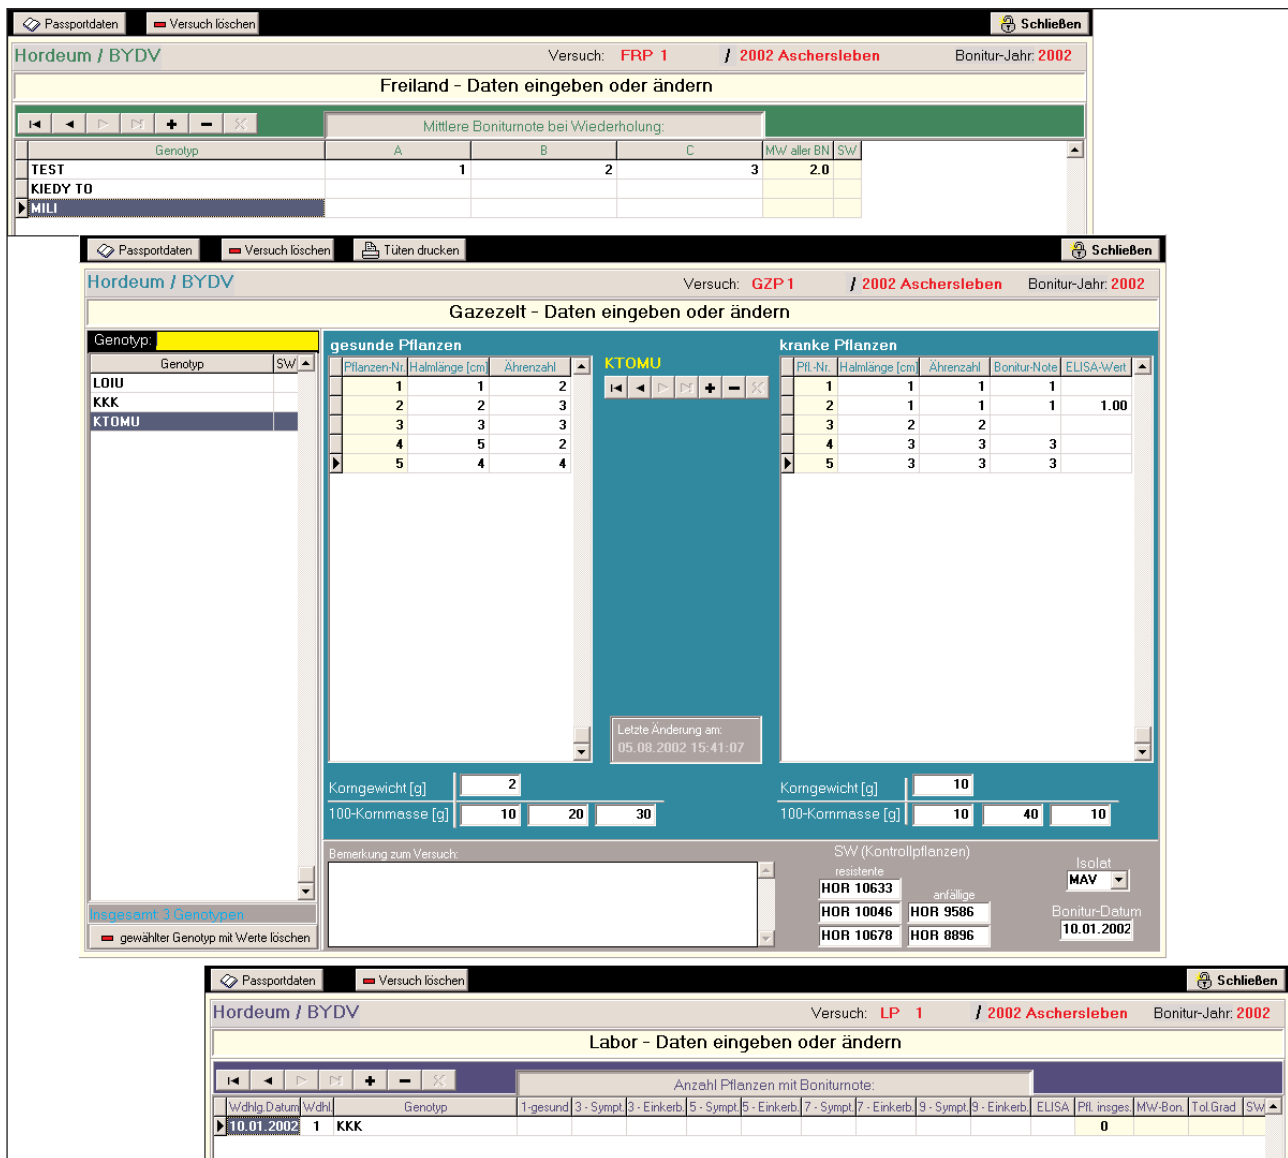 Passportdaten Versuch löschen Schließen
Hordeum / BYDV Versuch: FRP 1 / 2002 Aschersleben Bonitur-Jahr: 2002
Freiland - Daten eingeben oder ändern
Mittlere Boniturnote bei Wiederholung:
Genotyp A B C MW aller BN SW
TEST 1 2 3 2.0
KIEDY TO
MILI
Passportdaten Versuch löschen Tüten drucken Schließen
Hordeum / BYDV Versuch: GZP 1 / 2002 Aschersleben Bonitur-Jahr: 2002
Gazezelt - Daten eingeben oder ändern
Genotyp:
Genotyp SW
LOIU
KKK
KTOMU
gesunde Pflanzen
Pflanzen-Nr. Halmlänge [cm] Ährenzahl
1 1 2
2 2 3
3 3 3
4 5 2
5 4 4
KTOMU
kranke Pflanzen
Pfl.-Nr. Halmlänge [cm] Ährenzahl Bonitur-Note ELISA-Wert
1 1 1 1
2 1 1 1 1.00
3 2 2
4 3 3 3
5 3 3 3
Letzte Änderung am:
05.08.2002 15:41:07
Korngewicht [g] 2
100-Kornmasse [g] 10 20 30
Korngewicht [g] 10
100-Kornmasse [g] 10 40 10
Bemerkung zum Versuch:
SW (Kontrollpflanzen)
resistente
HOR 10633
HOR 10046
HOR 10678
anfällige
HOR 9586
HOR 8896
Isolat
MAV
Bonitur-Datum
10.01.2002
Insgesamt: 3 Genotypen
gewählter Genotyp mit Werte löschen
Passportdaten Versuch löschen Schließen
Hordeum / BYDV Versuch: LP 1 / 2002 Aschersleben Bonitur-Jahr: 2002
Labor - Daten eingeben oder ändern
Anzahl Pflanzen mit Boniturnote:
Wdhlg.Datum Wdhl. Genotyp 1-gesund 3 - Sympt. 3 - Einkerb. 5 - Sympt. 5 - Einkerb. 7 - Sympt. 7 - Einkerb. 9 - Sympt. 9 - Einkerb. ELISA Pfl. insges. MW-Bon. Tol.Grad SW
10.01.2002 1 KKK 0